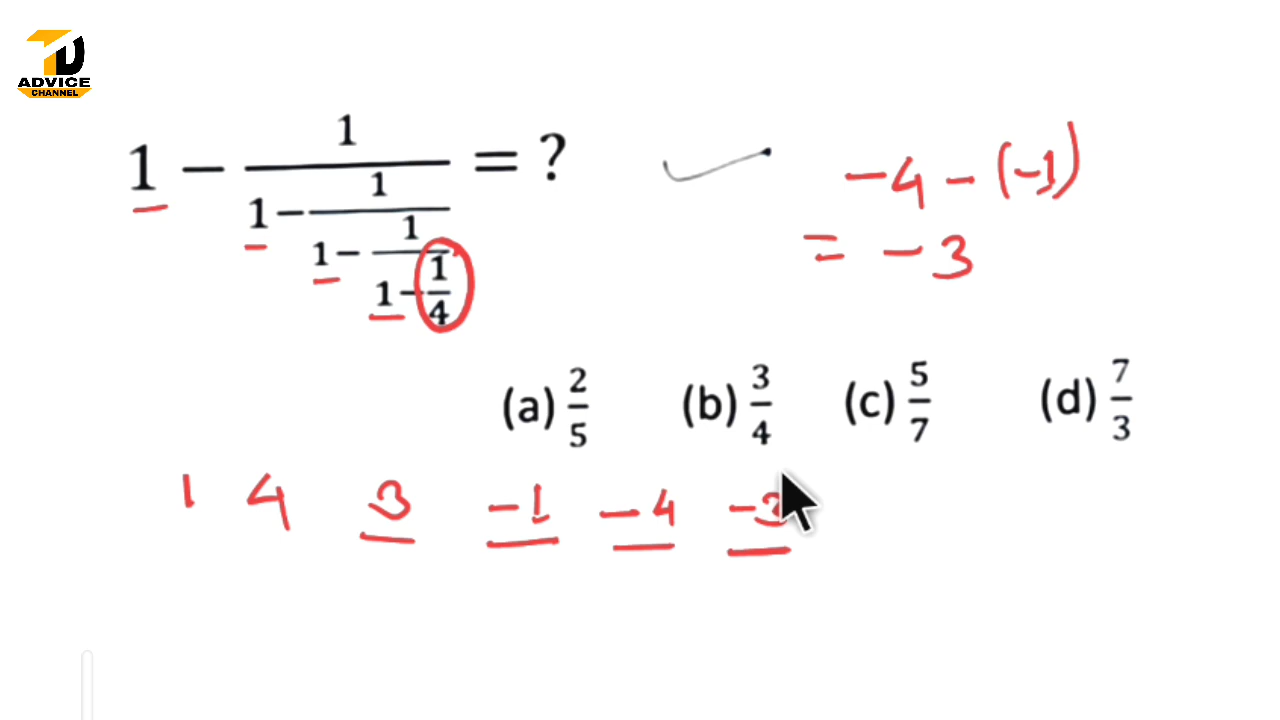 TD
ADVICE
CHANNEL
1 − 1/(1 − 1/(1 − 1/(1 − 1/4))) = ?
-4 - (-1)
= -3
(a) 2/5 (b) 3/4 (c) 5/7 (d) 7/3
1 4 3 -1 -4 -3